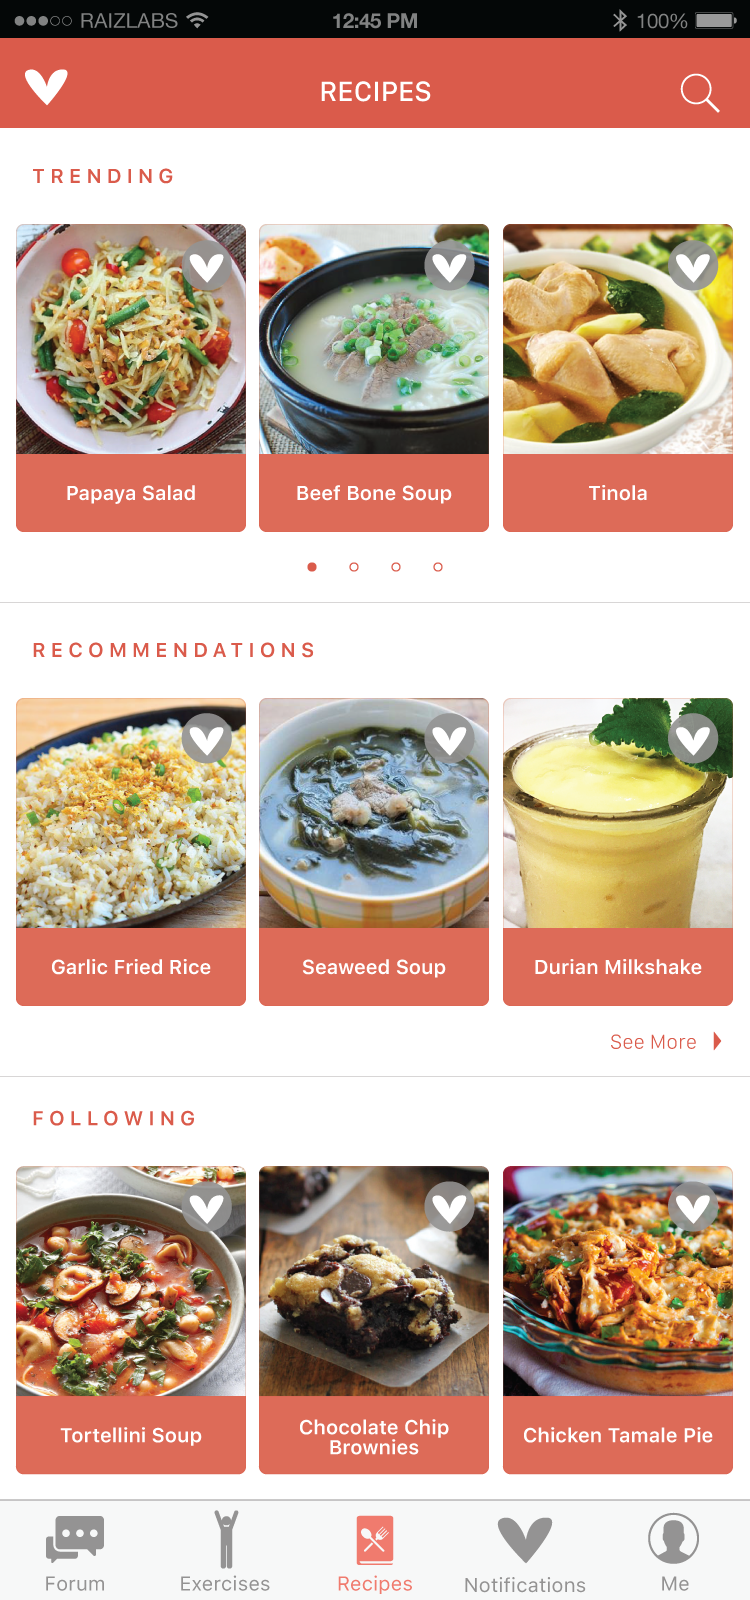 RAIZLABS 12:45 PM 100%
RECIPES
TRENDING
Papaya Salad
Beef Bone Soup
Tinola
RECOMMENDATIONS
Garlic Fried Rice
Seaweed Soup
Durian Milkshake
See More
FOLLOWING
Tortellini Soup
Chocolate Chip
Brownies
Chicken Tamale Pie
Forum
Exercises
Recipes
Notifications
Me